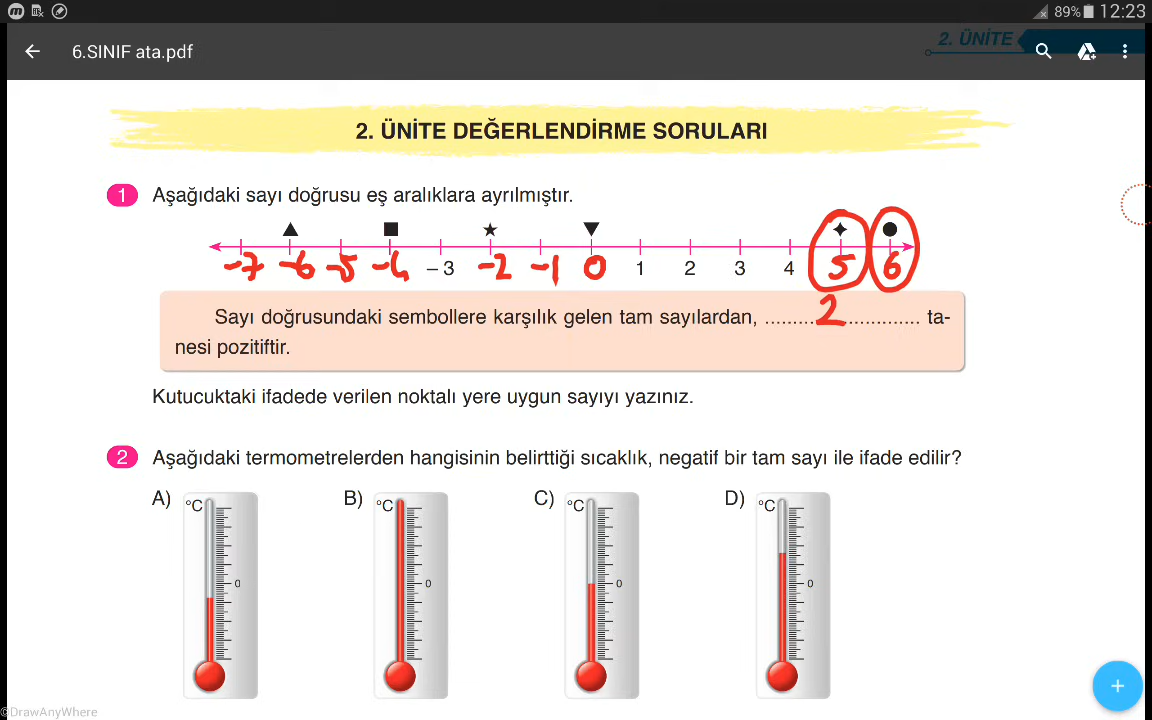 89% 12:23
6.SINIF ata.pdf
2. ÜNİTE
2. ÜNİTE DEĞERLENDİRME SORULARI
1 Aşağıdaki sayı doğrusu eş aralıklara ayrılmıştır.
-7 -6 -5 -4 –3 -2 -1 0 1 2 3 4 5 6
Sayı doğrusundaki sembollere karşılık gelen tam sayılardan, .........2............. ta-
nesi pozitiftir.
Kutucuktaki ifadede verilen noktalı yere uygun sayıyı yazınız.
2 Aşağıdaki termometrelerden hangisinin belirttiği sıcaklık, negatif bir tam sayı ile ifade edilir?
A) B) C) D)
°C °C °C °C
0 0 0 0
©DrawAnyWhere